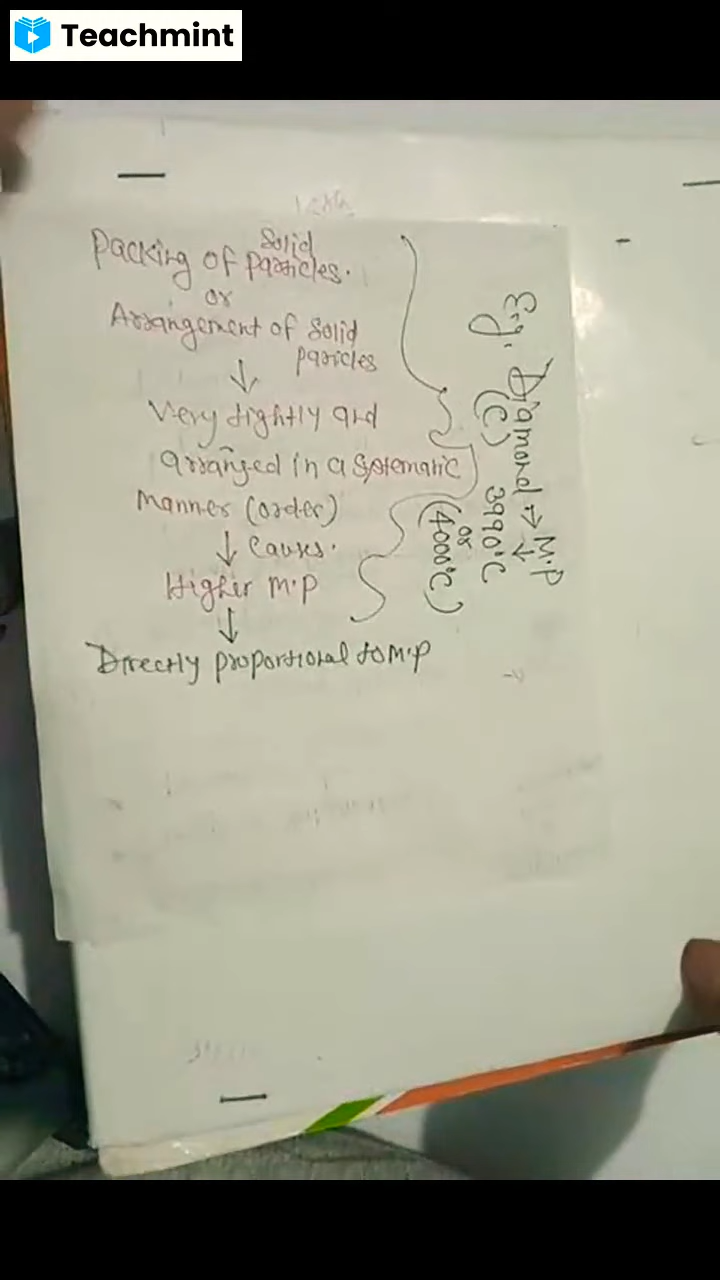 Teachmint
Packing of Solid particles.
or
Arrangement of Solid
particles
↓
Very tightly and
arranged in a systematic
Manner (order)
↓ Causes.
Higher m.p
↓
Directly proportional to M.p
E.g. Diamond → M.P
(C) ↓
3990°C
or
(4000°C)